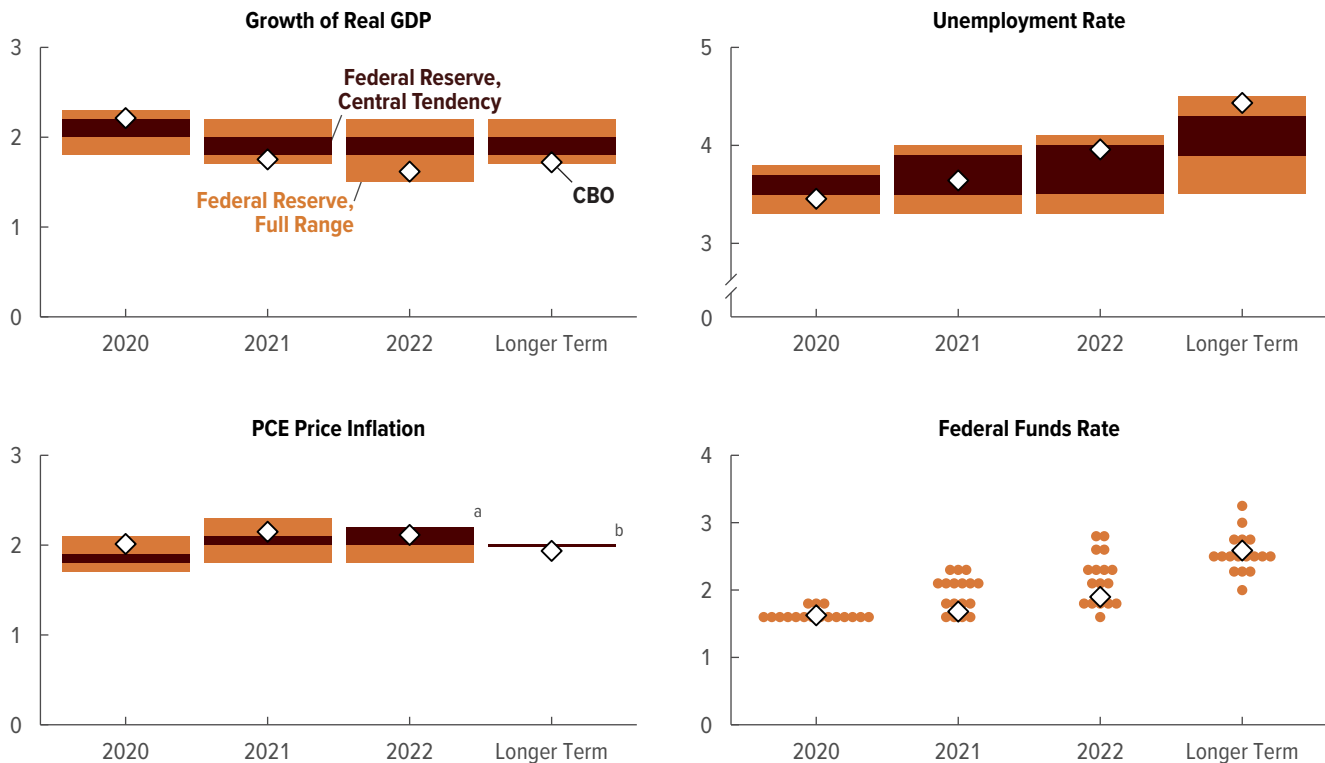 Growth of Real GDP
3
2
1
0
Federal Reserve,
Central Tendency
Federal Reserve,
Full Range
CBO
2020
2021
2022
Longer Term
Unemployment Rate
5
4
3
0
2020
2021
2022
Longer Term
PCE Price Inflation
3
2
1
0
a
b
2020
2021
2022
Longer Term
Federal Funds Rate
4
3
2
1
0
2020
2021
2022
Longer Term